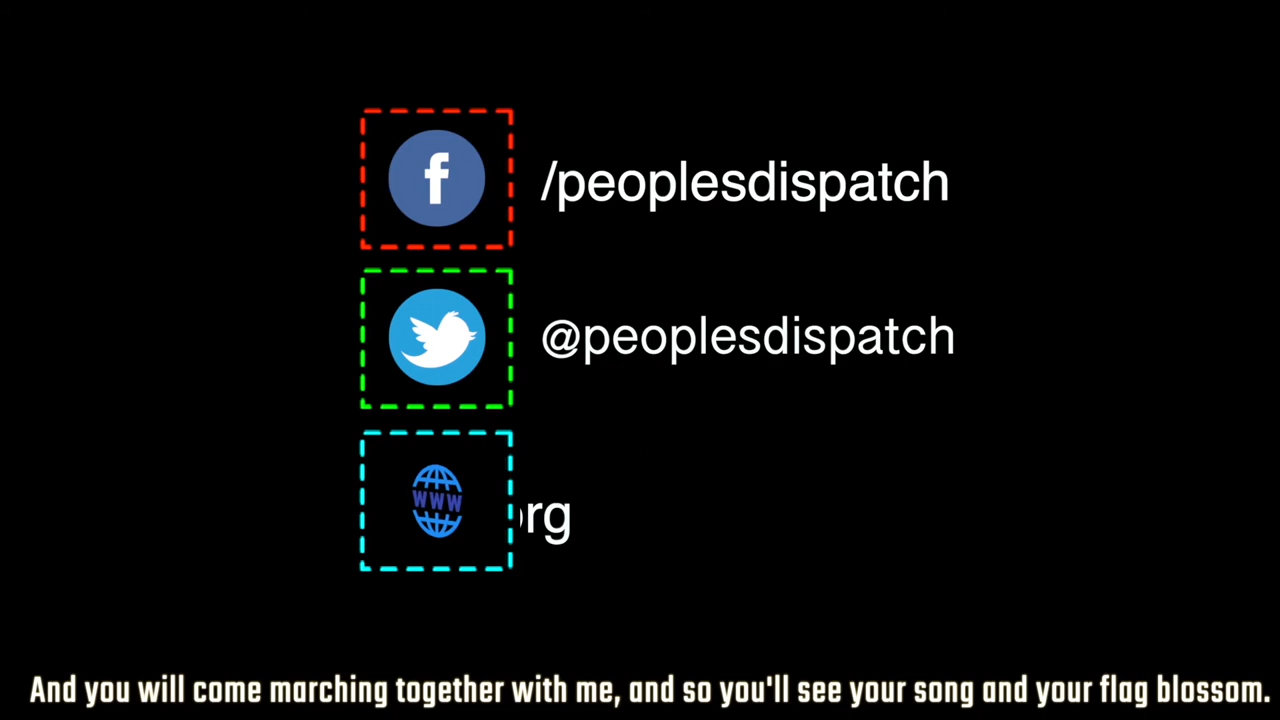 f
/peoplesdispatch
@peoplesdispatch
WWW
rg
And you will come marching together with me, and so you'll see your song and your flag blossom.